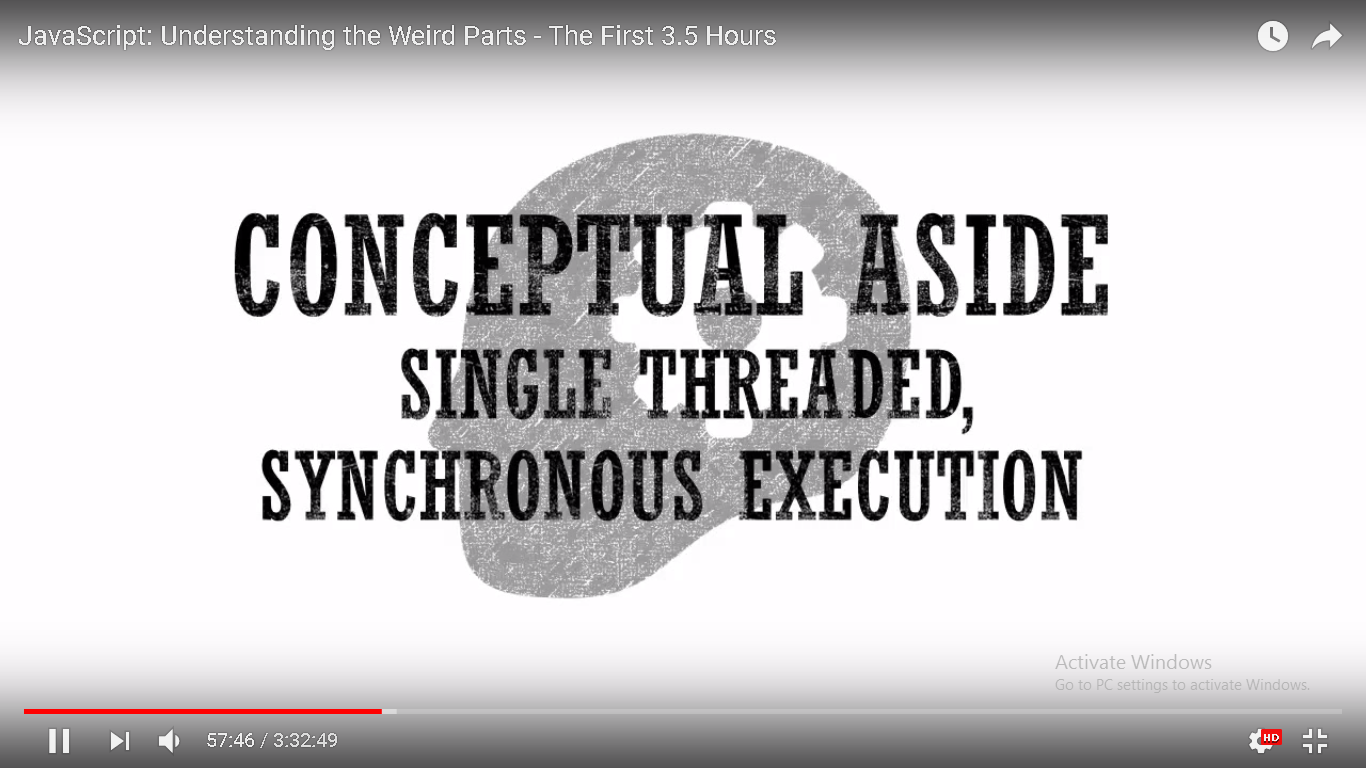 JavaScript: Understanding the Weird Parts - The First 3.5 Hours
CONCEPTUAL ASIDE
SINGLE THREADED,
SYNCHRONOUS EXECUTION
Activate Windows
Go to PC settings to activate Windows.
57:46 / 3:32:49
HD